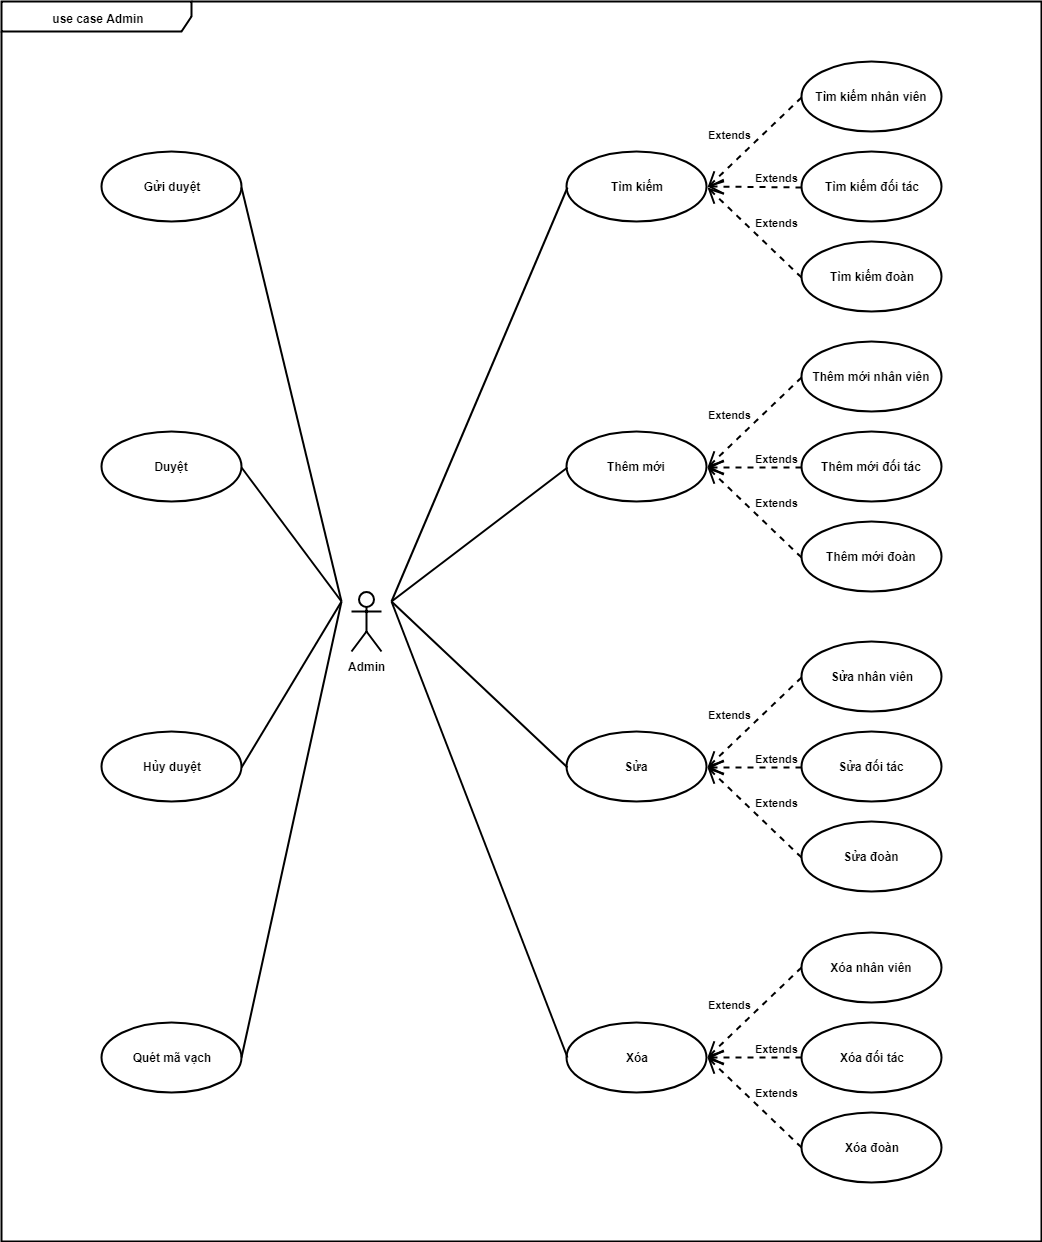 use case Admin
Tìm kiếm nhân viên
Extends
Gửi duyệt
Tìm kiếm
Extends
Tìm kiếm đối tác
Extends
Tìm kiếm đoàn
Thêm mới nhân viên
Extends
Duyệt
Thêm mới
Extends
Thêm mới đối tác
Extends
Thêm mới đoàn
Admin
Sửa nhân viên
Extends
Hủy duyệt
Sửa
Extends
Sửa đối tác
Extends
Sửa đoàn
Xóa nhân viên
Extends
Quét mã vạch
Xóa
Extends
Xóa đối tác
Extends
Xóa đoàn